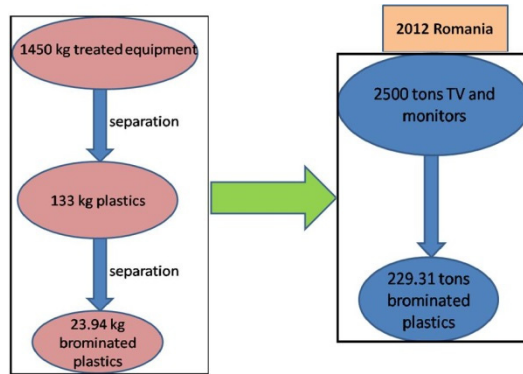 1450 kg treated equipment
separation
133 kg plastics
separation
23.94 kg
brominated
plastics
2012 Romania
2500 tons TV and
monitors
229.31 tons
brominated
plastics